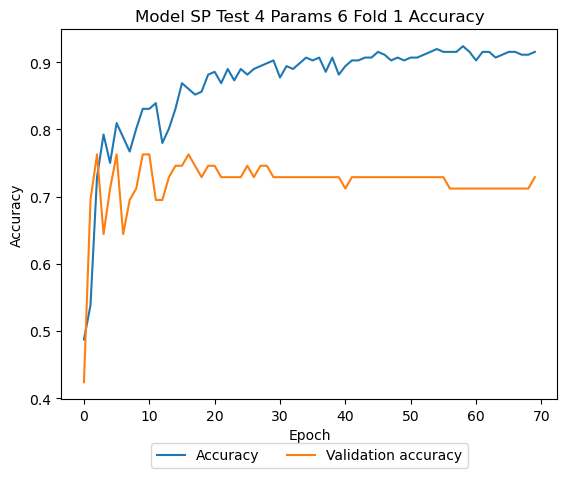 Model SP Test 4 Params 6 Fold 1 Accuracy
Accuracy
0.9
0.8
0.7
0.6
0.5
0.4
0 10 20 30 40 50 60 70
Epoch
Accuracy Validation accuracy